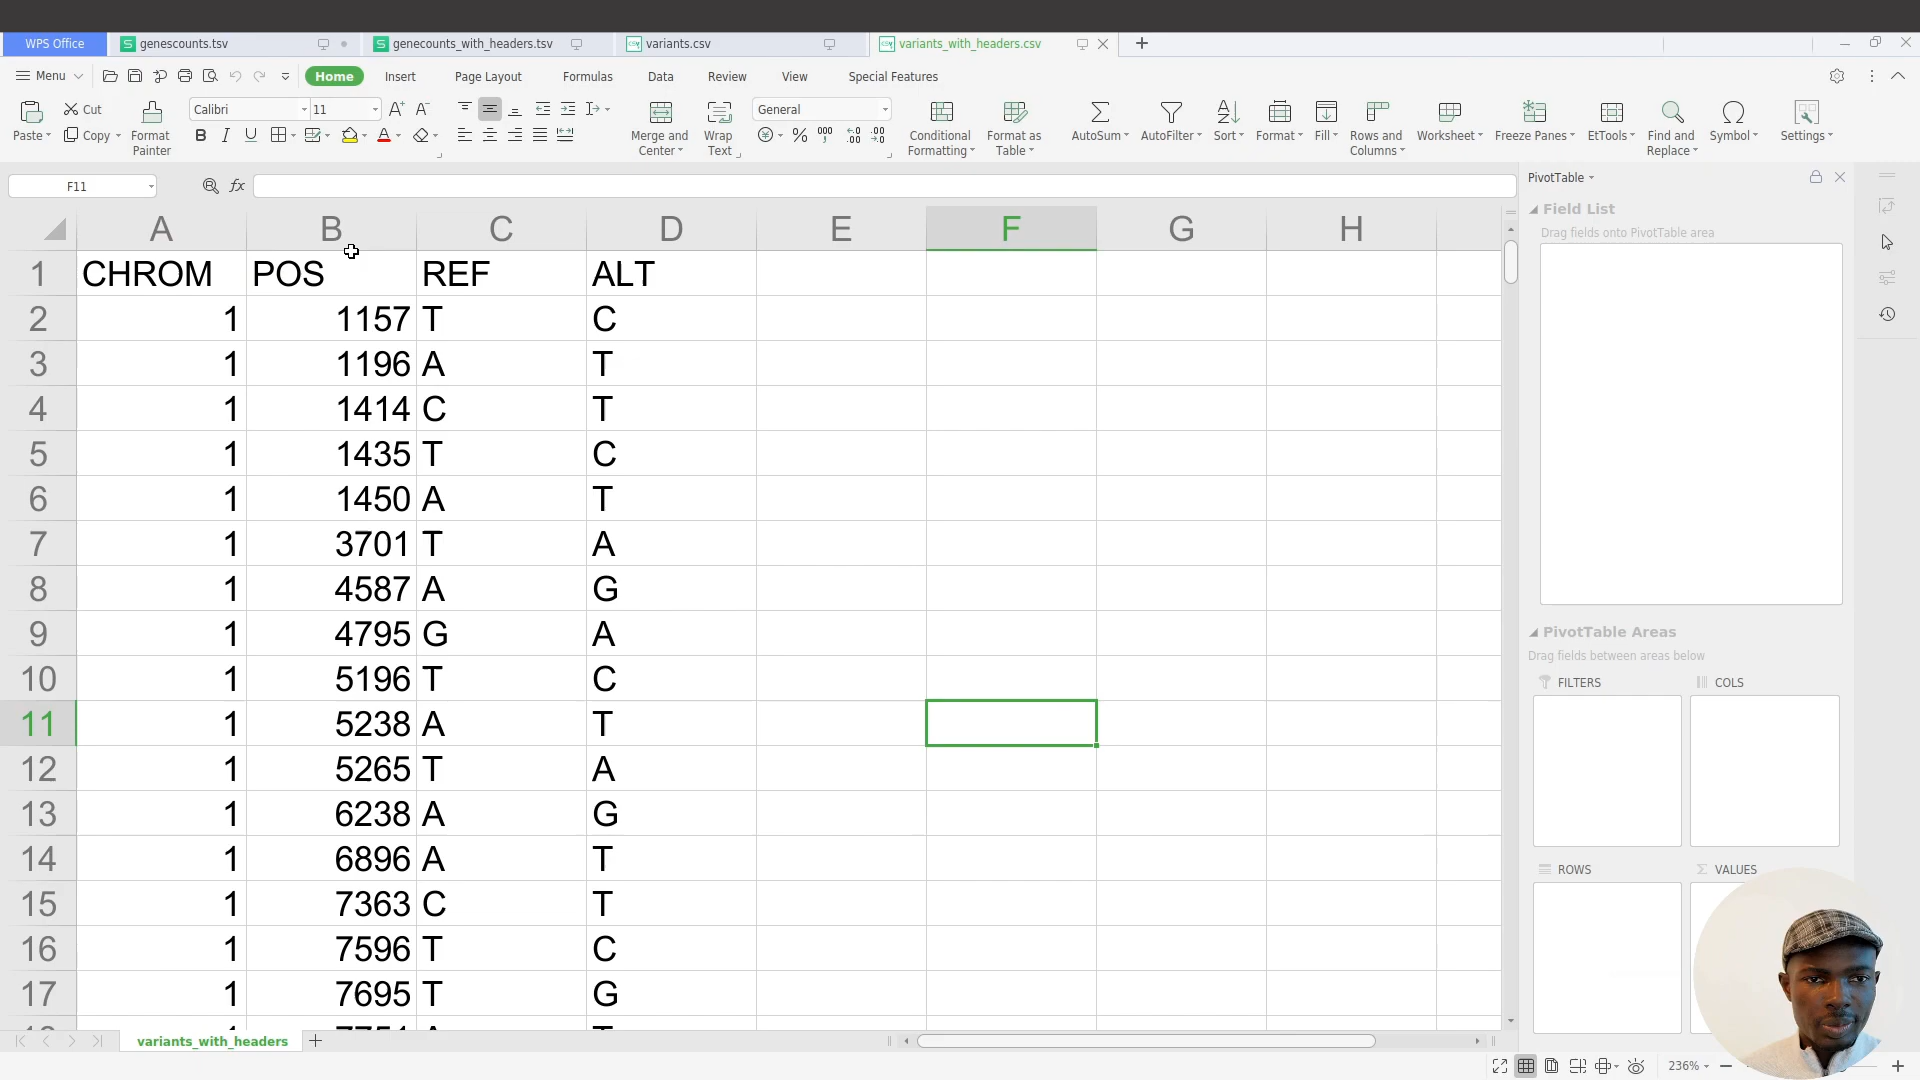 WPS Office genescounts.tsv genecounts_with_headers.tsv variants.csv variants_with_headers.csv
Menu Home Insert Page Layout Formulas Data Review View Special Features
Paste Cut Copy Format Painter Calibri 11 Merge and Center Wrap Text General Conditional Formatting Format as Table AutoSum AutoFilter Sort Format Fill Rows and Columns Worksheet Freeze Panes EtTools Find and Replace Symbol Settings
F11 fx
A B C D E F G H
1 CHROM POS REF ALT
2 1 1157 T C
3 1 1196 A T
4 1 1414 C T
5 1 1435 T C
6 1 1450 A T
7 1 3701 T A
8 1 4587 A G
9 1 4795 G A
10 1 5196 T C
11 1 5238 A T
12 1 5265 T A
13 1 6238 A G
14 1 6896 A T
15 1 7363 C T
16 1 7596 T C
17 1 7695 T G
PivotTable
Field List
Drag fields onto PivotTable area
PivotTable Areas
Drag fields between areas below
FILTERS COLS
ROWS VALUES
variants_with_headers
236%